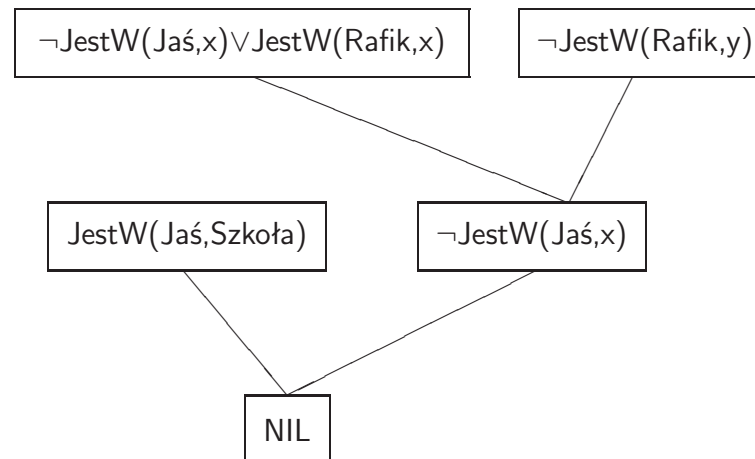 ¬JestW(Jaś,x)∨JestW(Rafik,x)
¬JestW(Rafik,y)
JestW(Jaś,Szkoła)
¬JestW(Jaś,x)
NIL